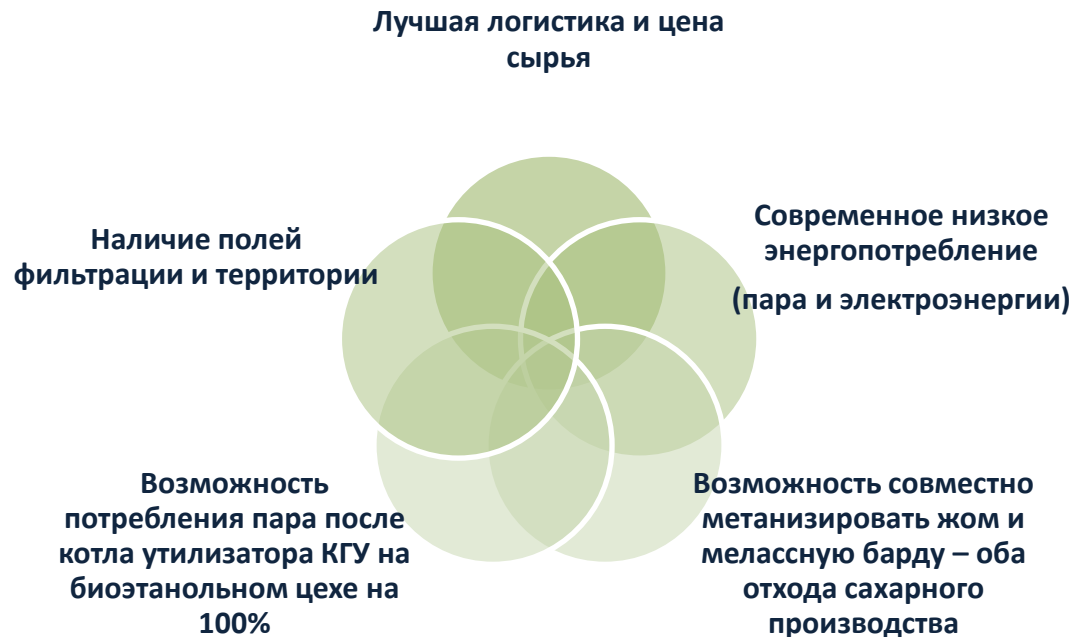 Лучшая логистика и цена
сырья
Современное низкое
энергопотребление
(пара и электроэнергии)
Возможность совместно
метанизировать жом и
мелассную барду – оба
отхода сахарного
производства
Возможность
потребления пара после
котла утилизатора КГУ на
биоэтанольном цехе на
100%
Наличие полей
фильтрации и территории